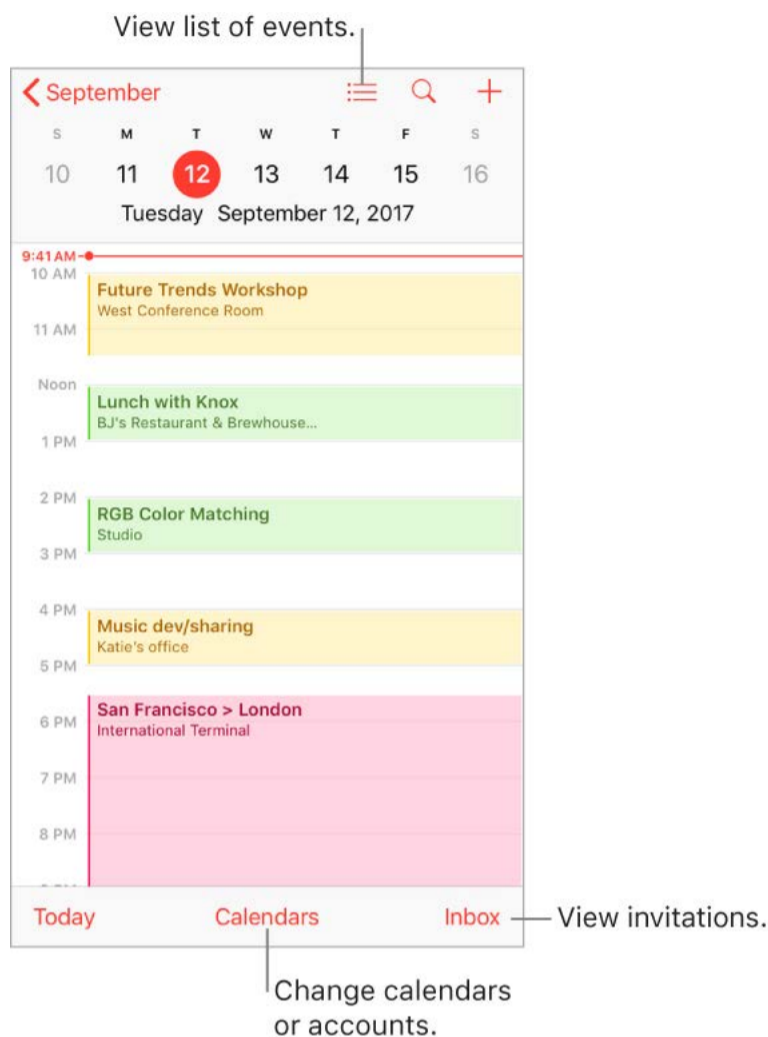 View list of events.
September
S M T W T F S
10 11 12 13 14 15 16
Tuesday September 12, 2017
9:41 AM
10 AM
Future Trends Workshop
West Conference Room
11 AM
Noon
Lunch with Knox
BJ's Restaurant & Brewhouse...
1 PM
2 PM
RGB Color Matching
Studio
3 PM
4 PM
Music dev/sharing
Katie's office
5 PM
San Francisco > London
6 PM
International Terminal
7 PM
8 PM
Today Calendars Inbox
View invitations.
Change calendars
or accounts.